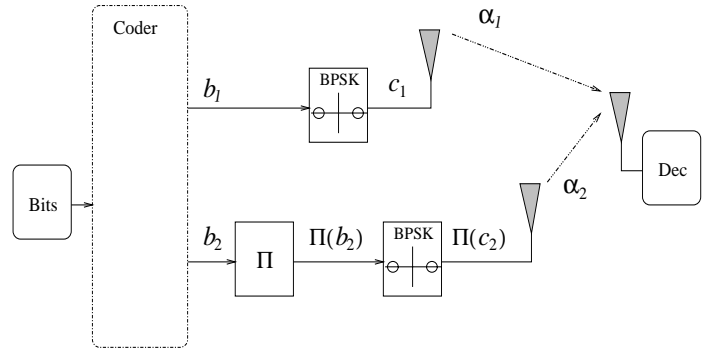 Coder
α1
BPSK
b1
c1
Bits
Dec
α2
b2
Π
Π(b2)
BPSK
Π(c2)